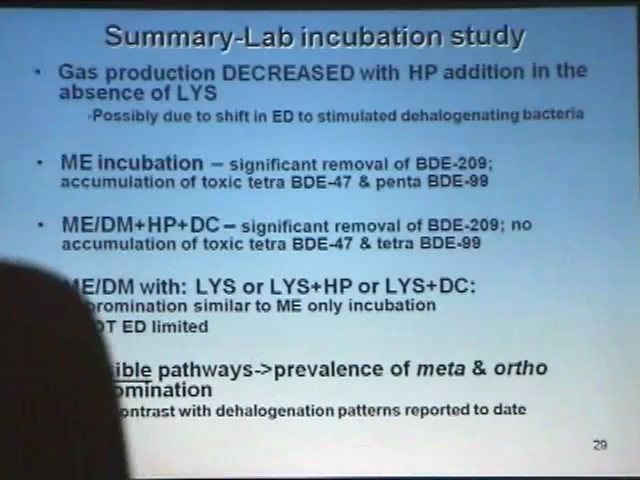 Summary-Lab incubation study
• Gas production DECREASED with HP addition in the
absence of LYS
-Possibly due to shift in ED to stimulated dehalogenating bacteria
• ME incubation – significant removal of BDE-209;
accumulation of toxic tetra BDE-47 & penta BDE-99
• ME/DM+HP+DC – significant removal of BDE-209; no
accumulation of toxic tetra BDE-47 & tetra BDE-99
ME/DM with: LYS or LYS+HP or LYS+DC:
bromination similar to ME only incubation
OT ED limited
ible pathways->prevalence of meta & ortho
omination
ontrast with dehalogenation patterns reported to date
29